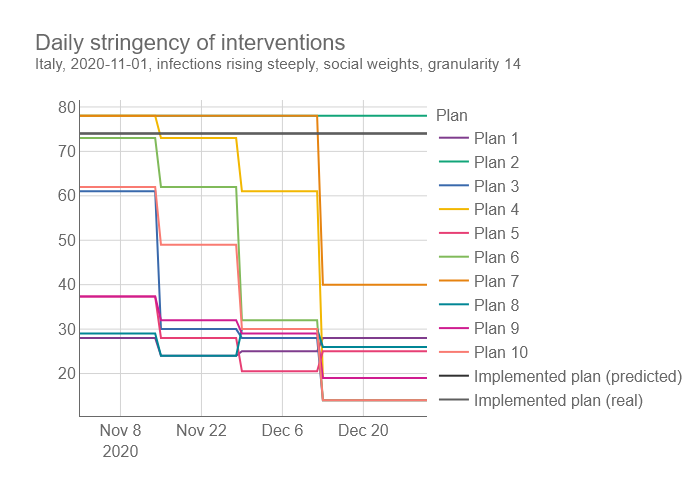 Daily stringency of interventions
Italy, 2020-11-01, infections rising steeply, social weights, granularity 14
80
70
60
50
40
30
20
Nov 8
2020
Nov 22
Dec 6
Dec 20
Plan
Plan 1
Plan 2
Plan 3
Plan 4
Plan 5
Plan 6
Plan 7
Plan 8
Plan 9
Plan 10
Implemented plan (predicted)
Implemented plan (real)